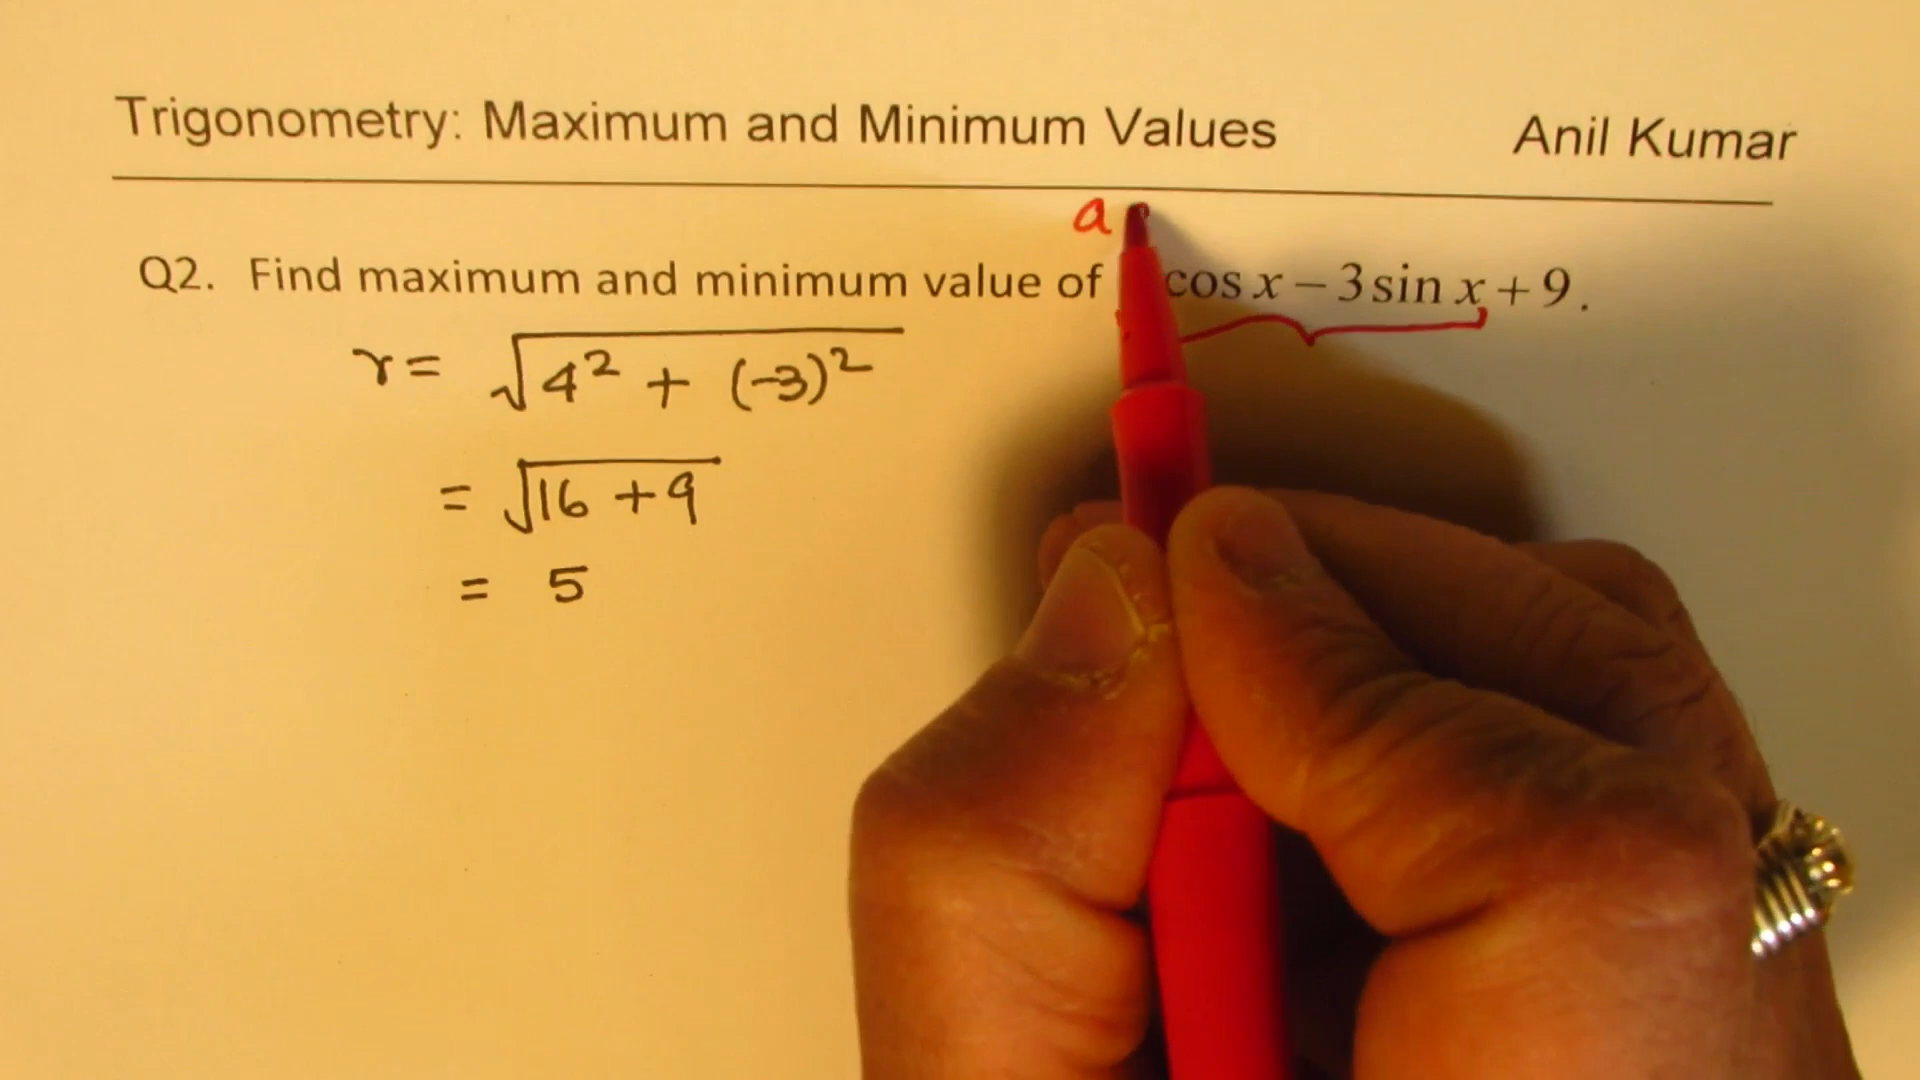 Trigonometry: Maximum and Minimum Values Anil Kumar
a
Q2. Find maximum and minimum value of cos x − 3 sin x + 9.
r = √4² + (-3)²
= √16 + 9
= 5